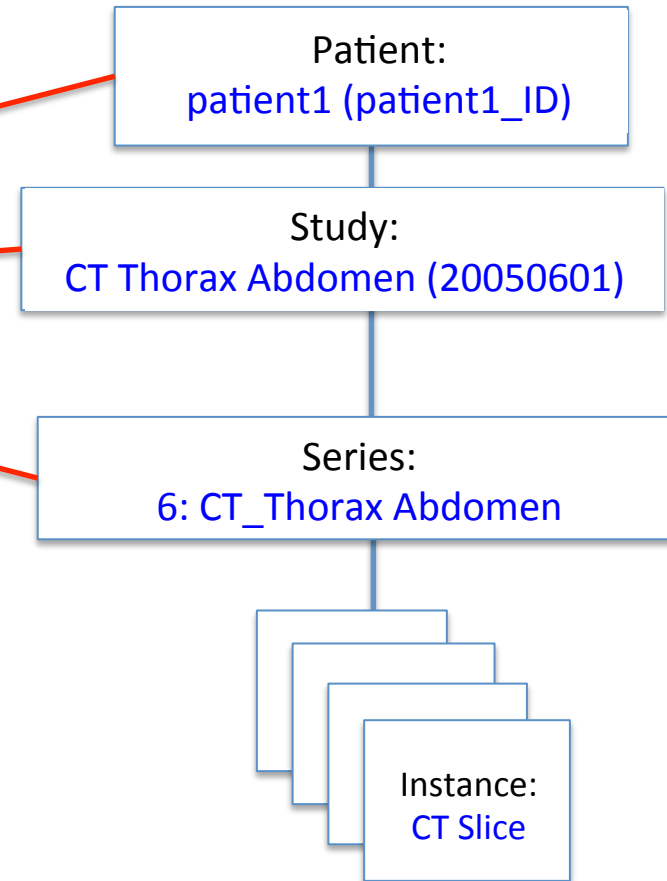 Patient:
patient1 (patient1_ID)
Study:
CT Thorax Abdomen (20050601)
Series:
6: CT_Thorax Abdomen
Instance:
CT Slice